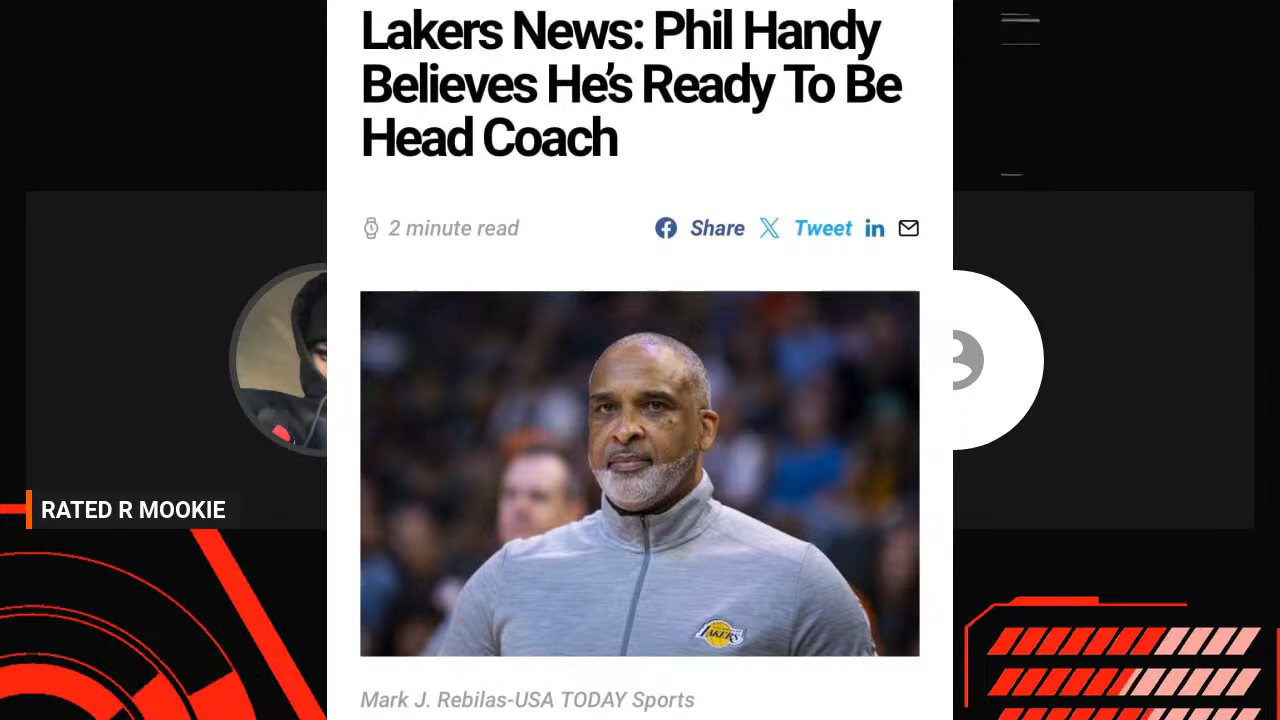 Lakers News: Phil Handy
Believes He's Ready To Be
Head Coach
2 minute read
Share
Tweet
in
LAKERS
RATED R MOOKIE
Mark J. Rebilas-USA TODAY Sports